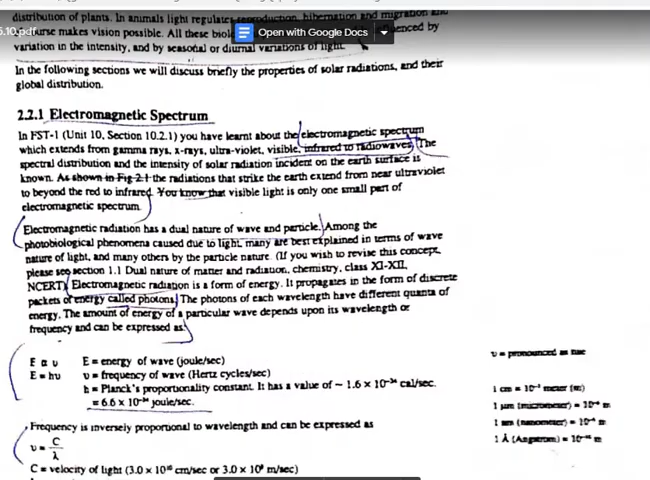 distribution of plants. In animals light regulates reproduction, hibernation and migration and
5.10.pdf
Open with Google Docs
course makes vision possible. All these influenced by
variation in the intensity, and by seasonal or diurnal variations of light.
In the following sections we will discuss briefly the properties of solar radiations, and their
global distribution.
2.2.1 Electromagnetic Spectrum
In FST-1 (Unit 10, Section 10.2.1) you have learnt about the electromagnetic spectrum
which extends from gamma rays, x-rays, ultra-violet, visible, infrared to radiowaves. The
spectral distribution and the intensity of solar radiation incident on the earth surface is
known. As shown in Fig 2.1 the radiations that strike the earth extend from near ultraviolet
to beyond the red to infrared. You know that visible light is only one small part of
electromagnetic spectrum.
Electromagnetic radiation has a dual nature of wave and particle. Among the
photobiological phenomena caused due to light, many are best explained in terms of wave
nature of light, and many others by the particle nature. (If you wish to revise this concept,
please see section 1.1 Dual nature of matter and radiation, chemistry, class XI-XII,
NCERT) Electromagnetic radiation is a form of energy. It propagates in the form of discrete
packets of energy called photons. The photons of each wavelength have different quanta of
energy. The amount of energy of a particular wave depends upon its wavelength or
frequency and can be expressed as:
υ = pronounced as nue
E α υ E = energy of wave (joule/sec)
E = hυ υ = frequency of wave (Hertz cycles/sec)
h = Planck's proportionality constant. It has a value of ~ 1.6 × 10⁻³⁴ cal/sec.
= 6.6 × 10⁻³⁴ joule/sec.
1 cm = 10⁻² meter (m)
1 μm (micrometer) = 10⁻⁶ m
1 nm (nanometer) = m
1 Å (Angstrom) = 10⁻¹⁰ m
Frequency is inversely proportional to wavelength and can be expressed as
υ = C/λ
C = velocity of light (3.0 × 10¹⁰ cm/sec or 3.0 × m/sec)